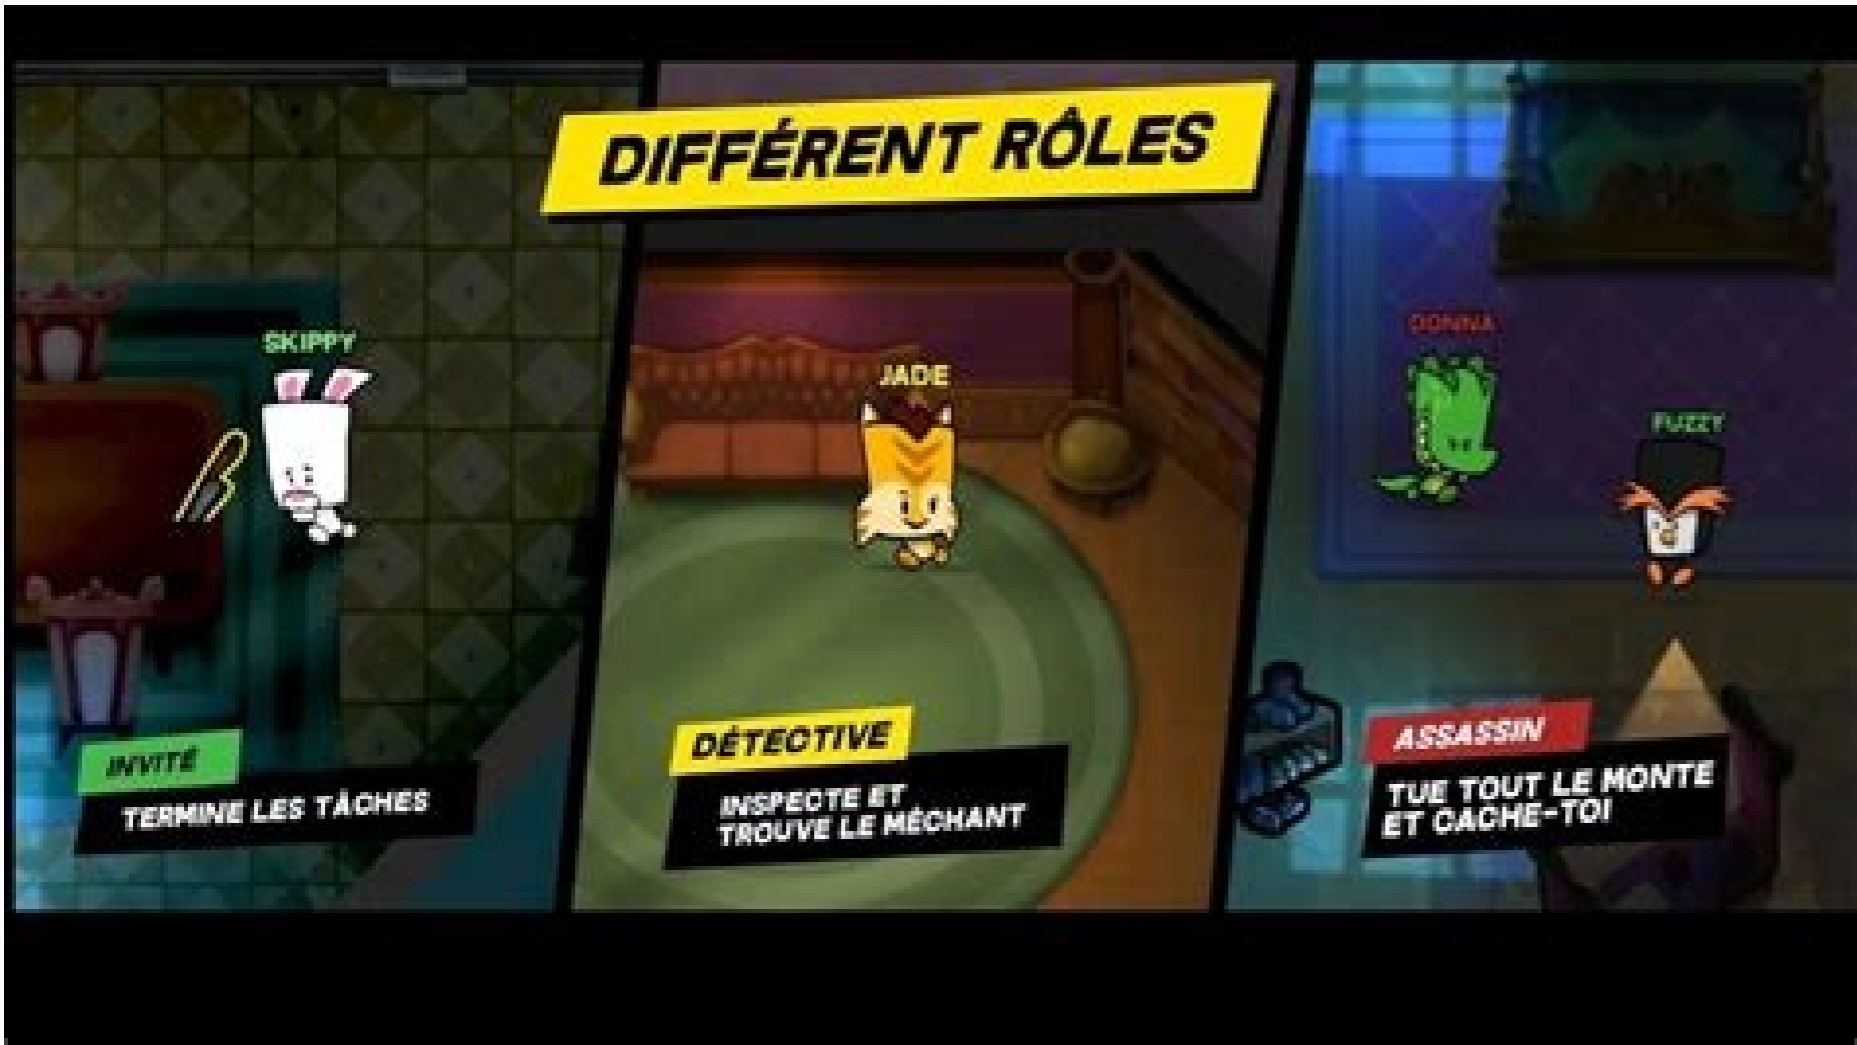 DIFFÉRENT RÔLES
SKIPPY
JADE
DONNA
FUZZY
INVITÉ
TERMINE LES TÂCHES
DÉTECTIVE
INSPECTE ET
TROUVE LE MÉCHANT
ASSASSIN
TUE TOUT LE MONTE
ET CACHE-TOI